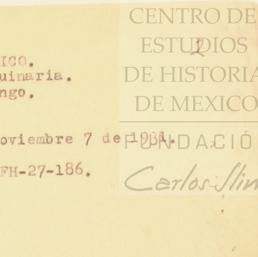 CENTRO DE
ESTUDIOS
DE HISTORIA
DE MEXICO
FUNDACIÓ
Carlos Slim
ICO.
uinaria.
ngo.
oviembre 7 de
FH-27-186.